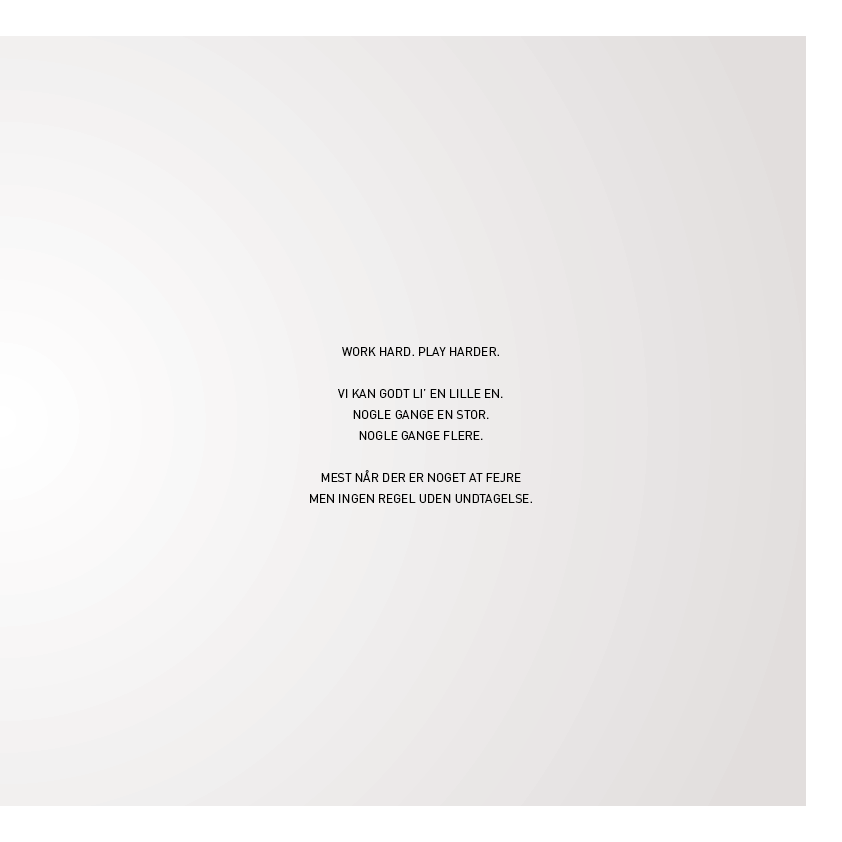 WORK HARD. PLAY HARDER.
VI KAN GODT LI' EN LILLE EN.
NOGLE GANGE EN STOR.
NOGLE GANGE FLERE.
MEST NÅR DER ER NOGET AT FEJRE
MEN INGEN REGEL UDEN UNDTAGELSE.